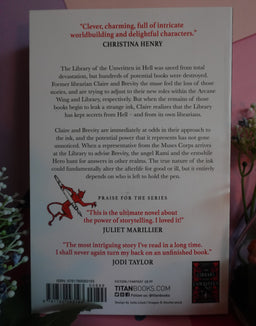 "Clever, charming, full of intricate
worldbuilding and delightful characters."
CHRISTINA HENRY
The Library of the Unwritten in Hell was saved from total
devastation, but hundreds of potential books were destroyed.
Former librarian Claire and Brevity the muse feel the loss of those
stories, and are trying to adjust to their new roles within the Arcane
Wing and Library, respectively. But when the remains of those
books begin to leak a strange ink, Claire realises that the Library
has kept secrets from Hell – and from its own librarians.
Claire and Brevity are immediately at odds in their approach to
the ink, and the potential power that it represents has not gone
unnoticed. When a representative from the Muses Corps arrives
at the Library to advise Brevity, the angel Rami and the erstwhile
Hero hunt for answers in other realms. The true nature of the ink
could fundamentally alter the afterlife for good or ill, but it entirely
depends on who is left to hold the pen.
PRAISE FOR THE SERIES
"This is the ultimate novel about
the power of storytelling. I loved it!"
JULIET MARILLIER
"The most intriguing story I've read in a long time.
I shall never again turn my back on an unfinished book."
JODI TAYLOR
TITANBOOKS.COM